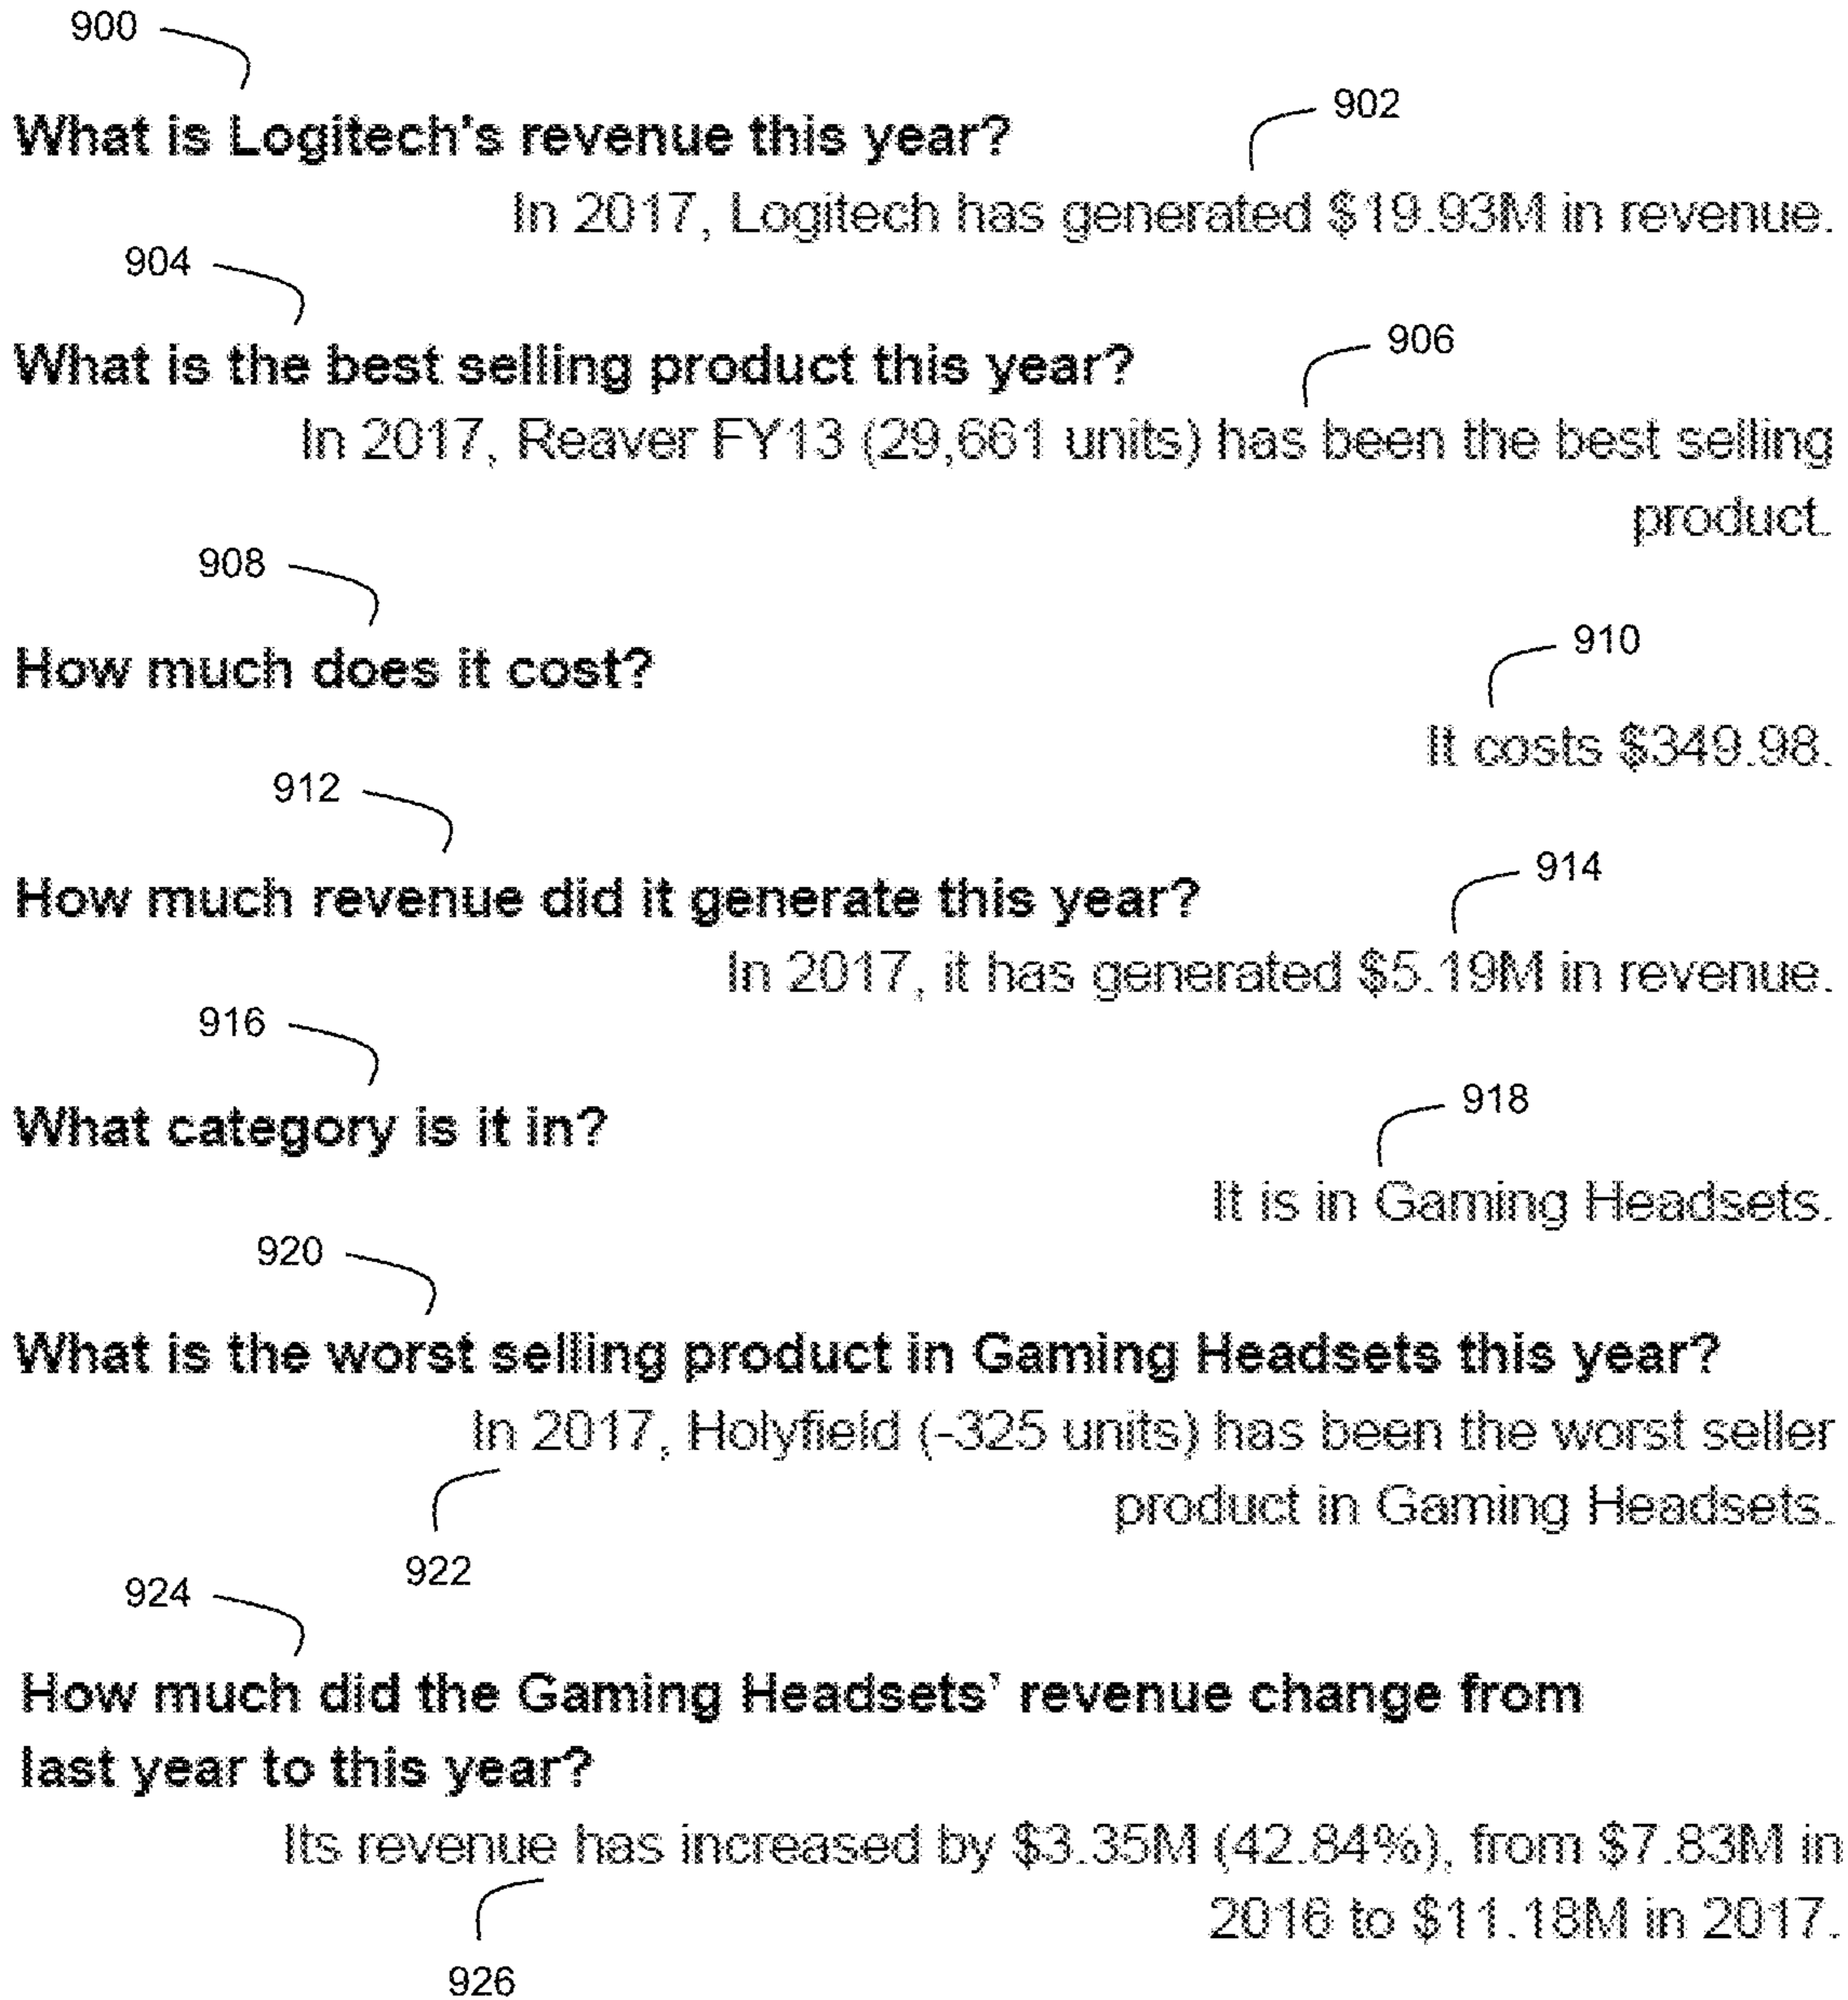 900
What is Logitech's revenue this year?
902
In 2017, Logitech has generated $19.93M in revenue.
904
What is the best selling product this year?
906
In 2017, Reaver FY13 (29,661 units) has been the best selling
product.
908
How much does it cost?
910
It costs $349.98.
912
How much revenue did it generate this year?
914
In 2017, it has generated $5.19M in revenue.
916
What category is it in?
918
It is in Gaming Headsets.
920
What is the worst selling product in Gaming Headsets this year?
In 2017, Holyfield (-325 units) has been the worst seller
product in Gaming Headsets.
922
924
How much did the Gaming Headsets' revenue change from
last year to this year?
Its revenue has increased by $3.35M (42.84%), from $7.83M in
2016 to $11.18M in 2017.
926